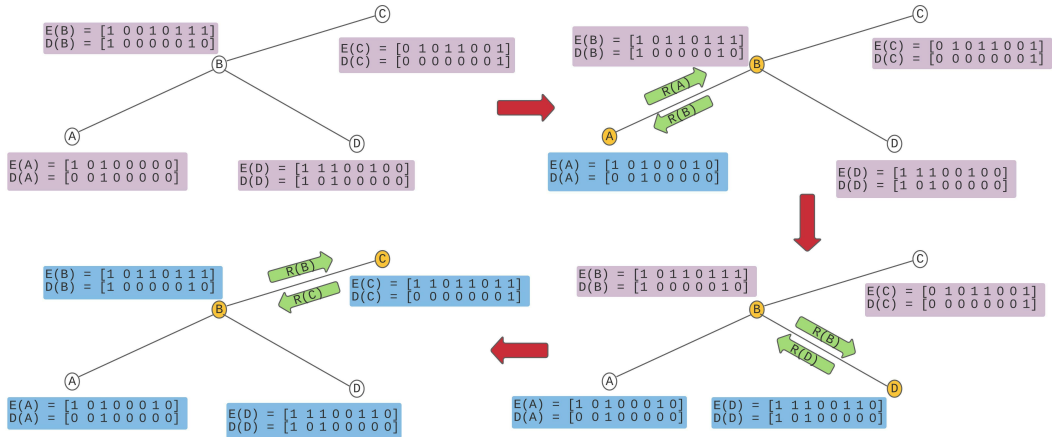 C
E(B) = [1 0 0 1 0 1 1 1]
D(B) = [1 0 0 0 0 0 1 0]
E(C) = [0 1 0 1 1 0 0 1]
D(C) = [0 0 0 0 0 0 0 1]
B
A
D
E(A) = [1 0 1 0 0 0 0 0]
D(A) = [0 0 1 0 0 0 0 0]
E(D) = [1 1 1 0 0 1 0 0]
D(D) = [1 0 1 0 0 0 0 0]
C
E(B) = [1 0 1 1 0 1 1 1]
D(B) = [1 0 0 0 0 0 1 0]
E(C) = [0 1 0 1 1 0 0 1]
D(C) = [0 0 0 0 0 0 0 1]
B
R(A)
R(B)
A
D
E(A) = [1 0 1 0 0 0 1 0]
D(A) = [0 0 1 0 0 0 0 0]
E(D) = [1 1 1 0 0 1 0 0]
D(D) = [1 0 1 0 0 0 0 0]
C
R(B)
R(C)
E(B) = [1 0 1 1 0 1 1 1]
D(B) = [1 0 0 0 0 0 1 0]
E(C) = [1 1 0 1 1 0 1 1]
D(C) = [0 0 0 0 0 0 0 1]
B
A
D
E(A) = [1 0 1 0 0 0 1 0]
D(A) = [0 0 1 0 0 0 0 0]
E(D) = [1 1 1 0 0 1 1 0]
D(D) = [1 0 1 0 0 0 0 0]
C
E(B) = [1 0 1 1 0 1 1 1]
D(B) = [1 0 0 0 0 0 1 0]
E(C) = [0 1 0 1 1 0 0 1]
D(C) = [0 0 0 0 0 0 0 1]
B
R(B)
R(D)
A
D
E(A) = [1 0 1 0 0 0 1 0]
D(A) = [0 0 1 0 0 0 0 0]
E(D) = [1 1 1 0 0 1 1 0]
D(D) = [1 0 1 0 0 0 0 0]